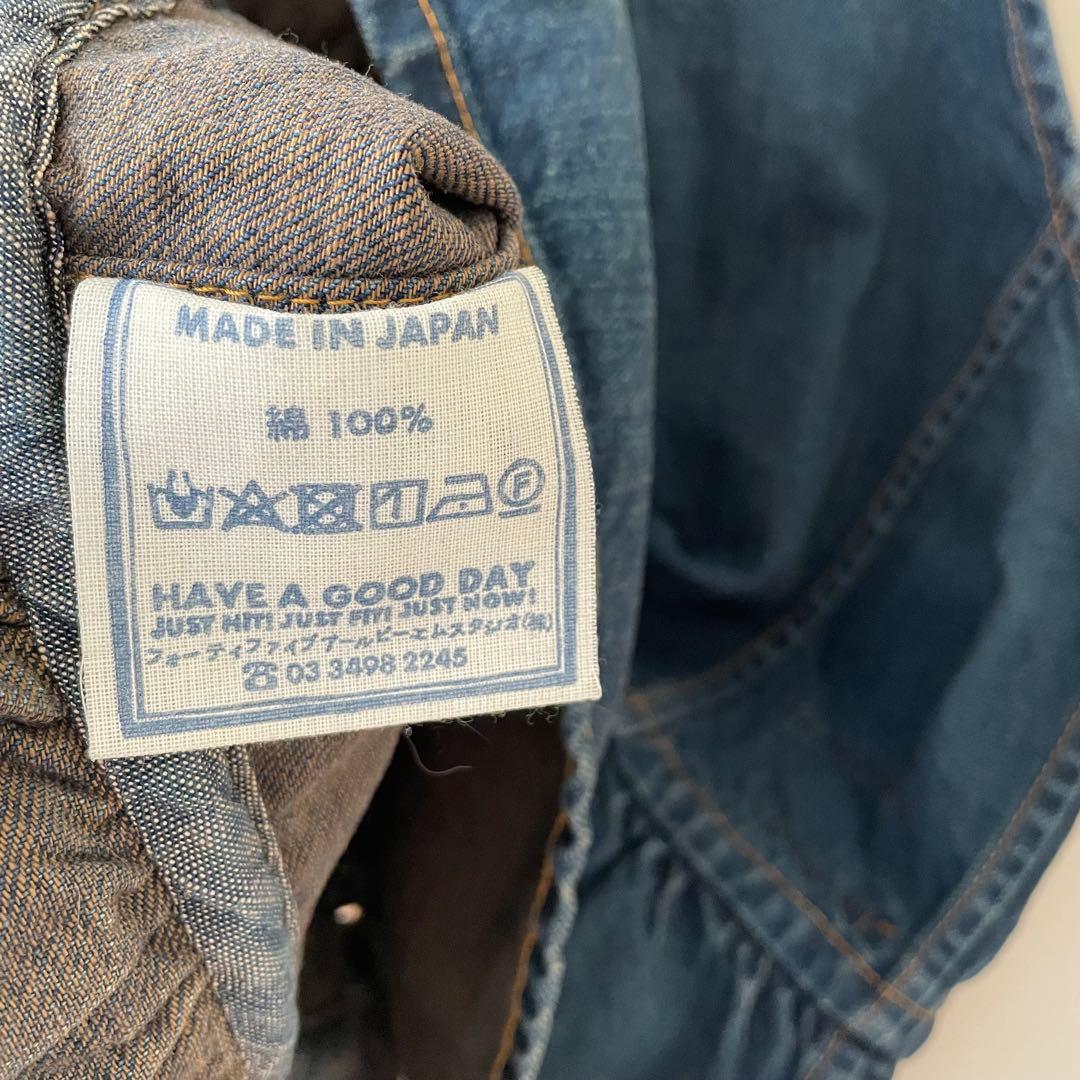 MADE IN JAPAN
綿 100%
F
HAVE A GOOD DAY
JUST HIT! JUST FIT! JUST NOW!
フォーティファイブアールピーエムスタジオ(株)
☎ 03 3498 2245